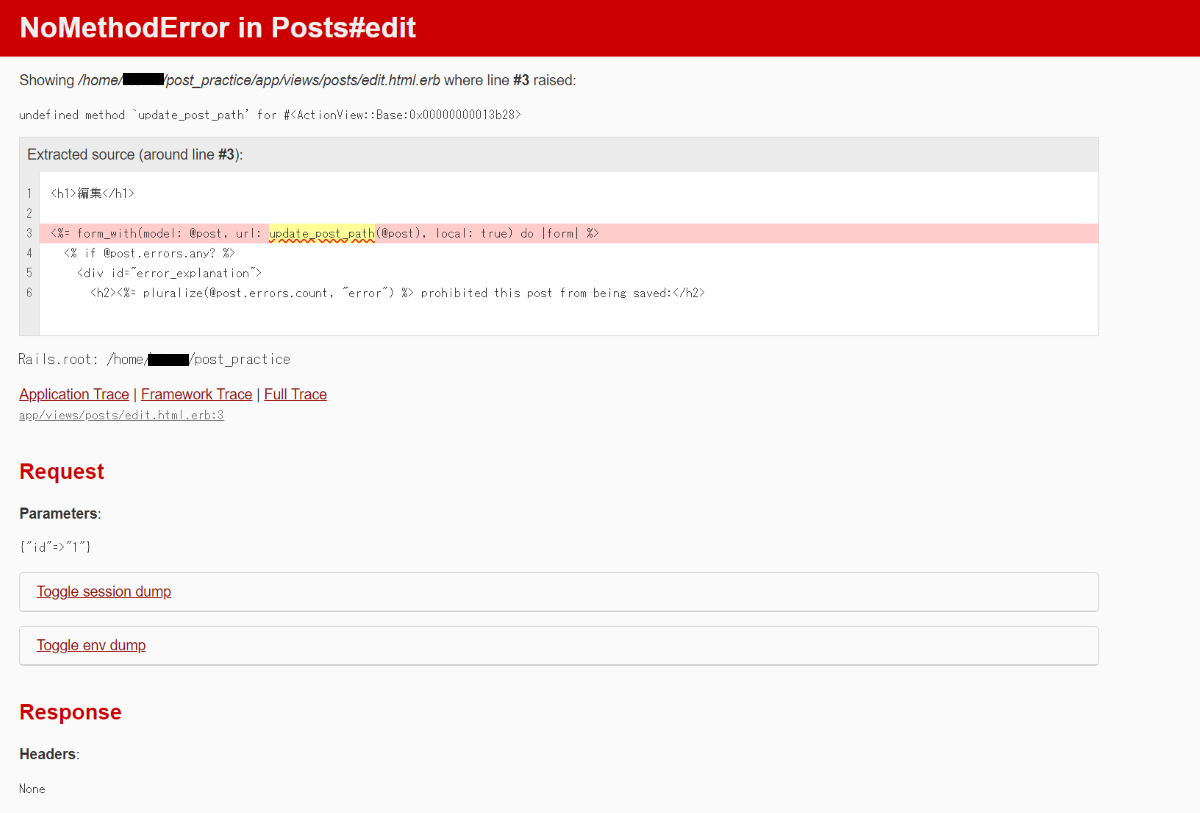 NoMethodError in Posts#edit
Showing /home/ /post_practice/app/views/posts/edit.html.erb where line #3 raised:
undefined method `update_post_path' for #<ActionView::Base:0x00000000013b28>
Extracted source (around line #3):
1 <h1>編集</h1>
2
3 <%= form_with(model: @post, url: update_post_path(@post), local: true) do |form| %>
4 <% if @post.errors.any? %>
5 <div id="error_explanation">
6 <h2><%= pluralize(@post.errors.count, "error") %> prohibited this post from being saved:</h2>
Rails.root: /home/ /post_practice
Application Trace | Framework Trace | Full Trace
app/views/posts/edit.html.erb:3
Request
Parameters:
{"id"=>"1"}
Toggle session dump
Toggle env dump
Response
Headers:
None